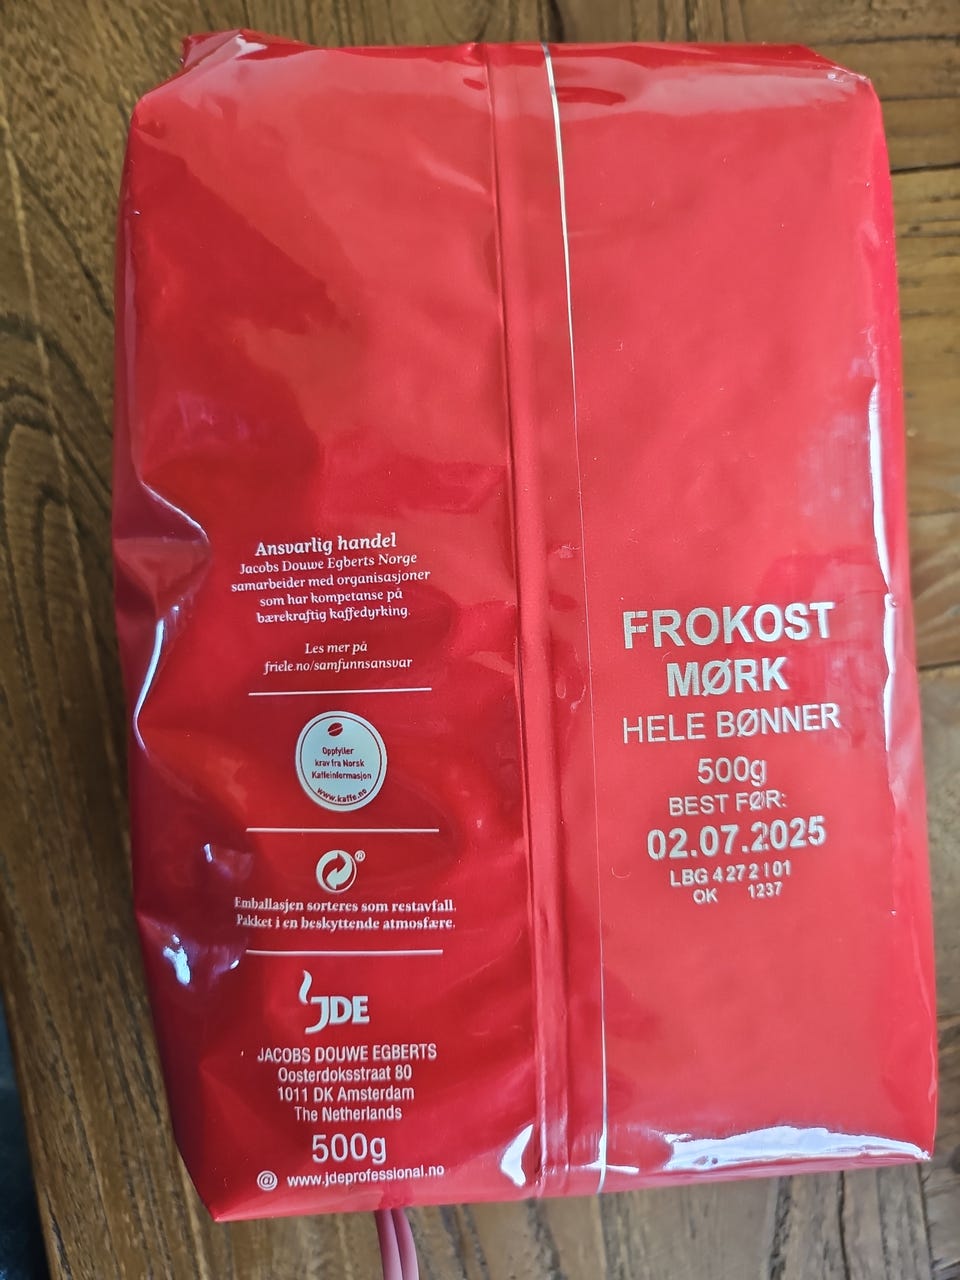 Ansvarlig handel
Jacobs Douwe Egberts Norge
samarbeider med organisasjoner
som har kompetanse på
bærekraftig kaffedyrking.
Les mer på
friele.no/samfunnsansvar
Oppfyller
krav fra Norsk
Kaffeinformasjon
www.kaffe.no
®
Emballasjen sorteres som restavfall.
Pakket i en beskyttende atmosfære.
JDE
JACOBS DOUWE EGBERTS
Oosterdoksstraat 80
1011 DK Amsterdam
The Netherlands
500g
@ www.jdeprofessional.no
FROKOST
MØRK
HELE BØNNER
500g
BEST FØR:
02.07.2025
LBG 4 27 2 1 01
OK 1237